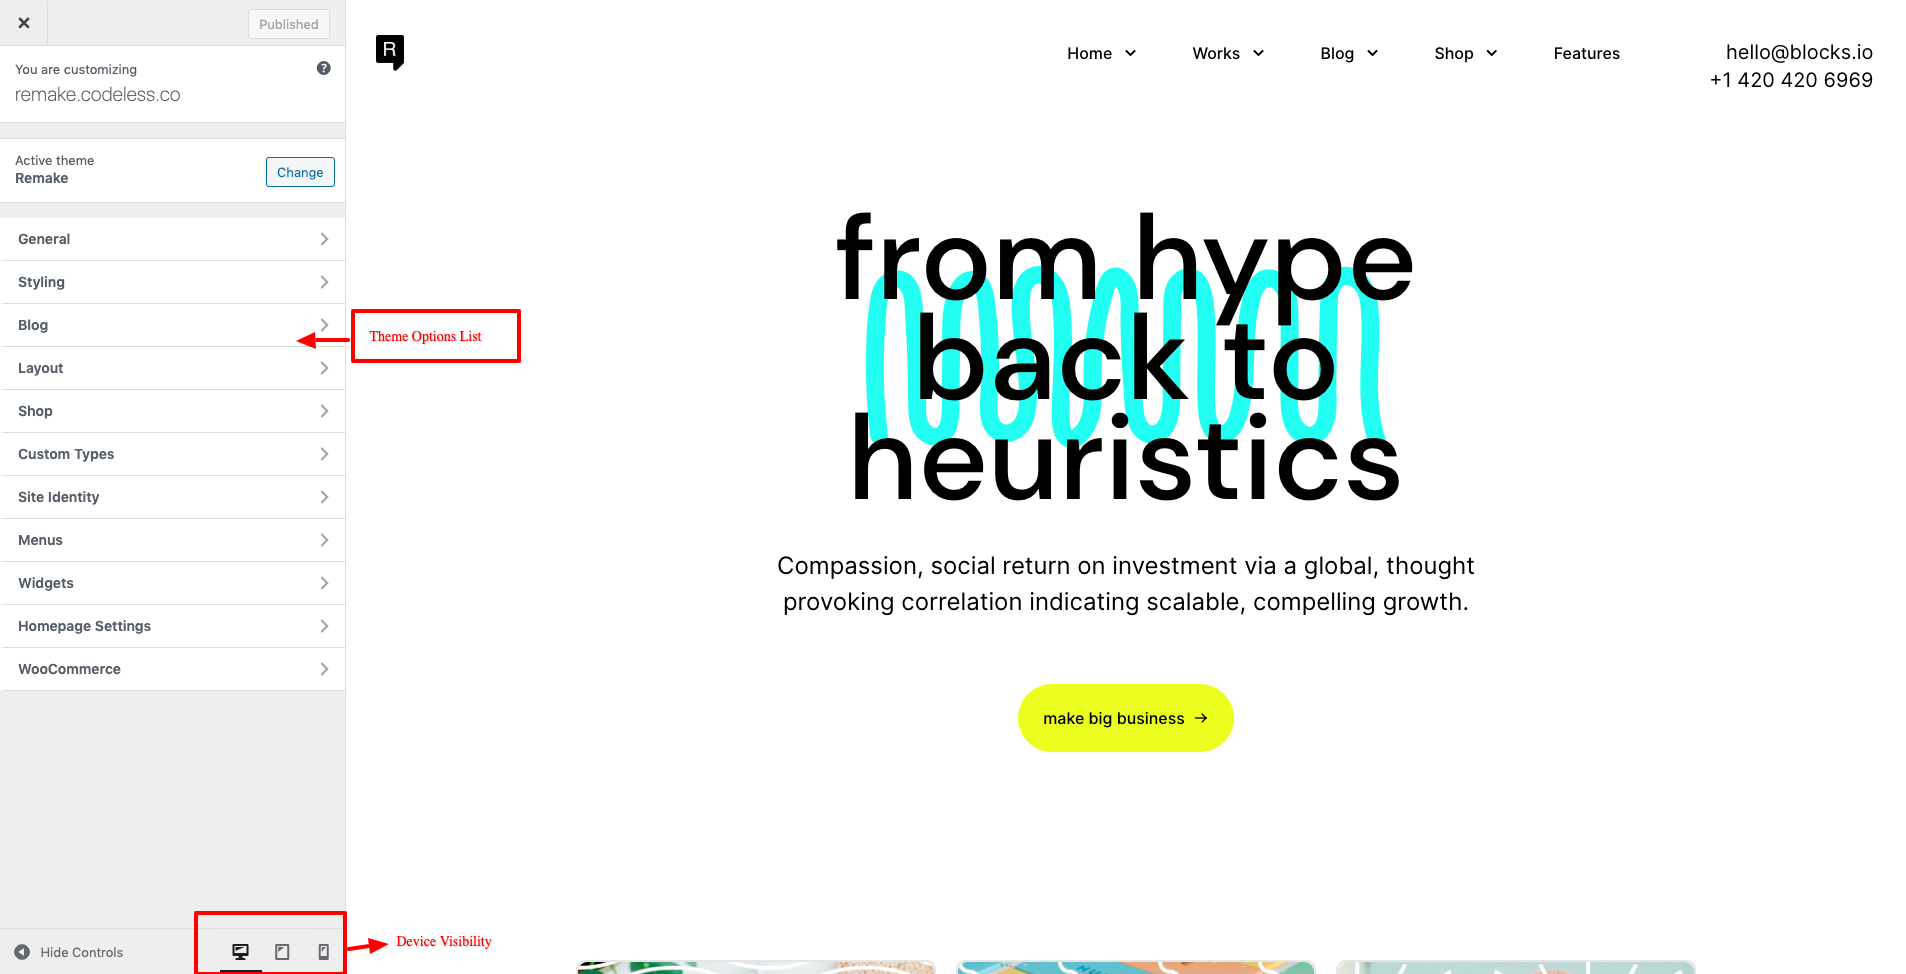 Published
You are customizing
remake.codeless.co
Active theme
Remake
Change
General
Styling
Blog
Layout
Shop
Custom Types
Site Identity
Menus
Widgets
Homepage Settings
WooCommerce
Hide Controls
Theme Options List
Device Visibility
R
Home
Works
Blog
Shop
Features
hello@blocks.io
+1 420 420 6969
from hype
back to
heuristics
Compassion, social return on investment via a global, thought
provoking correlation indicating scalable, compelling growth.
make big business →